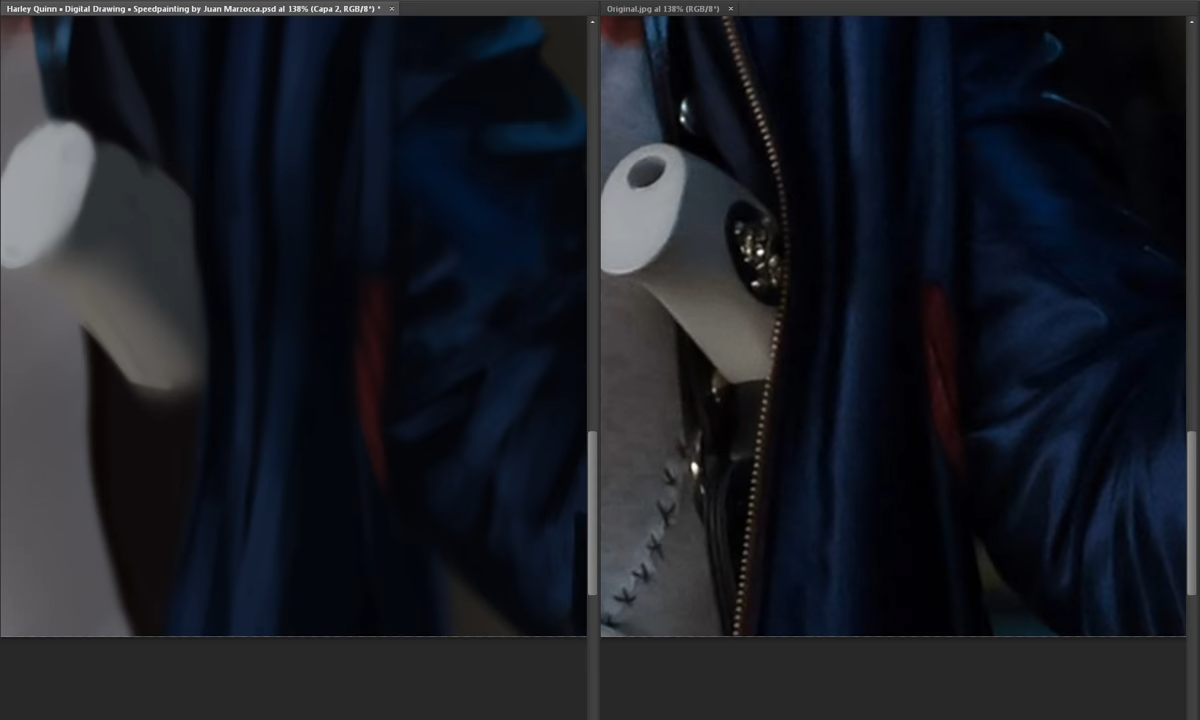 Harley Quinn • Digital Drawing • Speedpainting by Juan Marzocca.psd al 138% (Capa 2, RGB/8*) * ×
Original.jpg al 138% (RGB/8*) ×